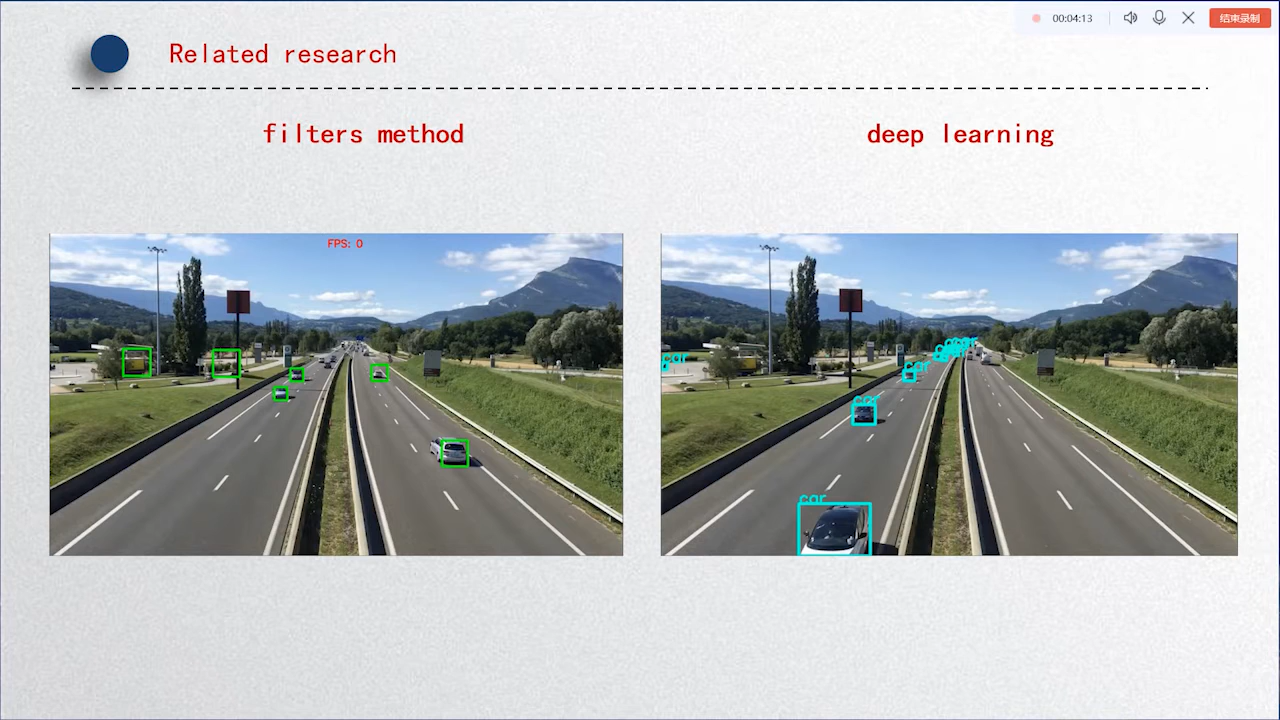 00:04:13
结束录制
Related research
filters method
deep learning
FPS: 0
car
car
car
car